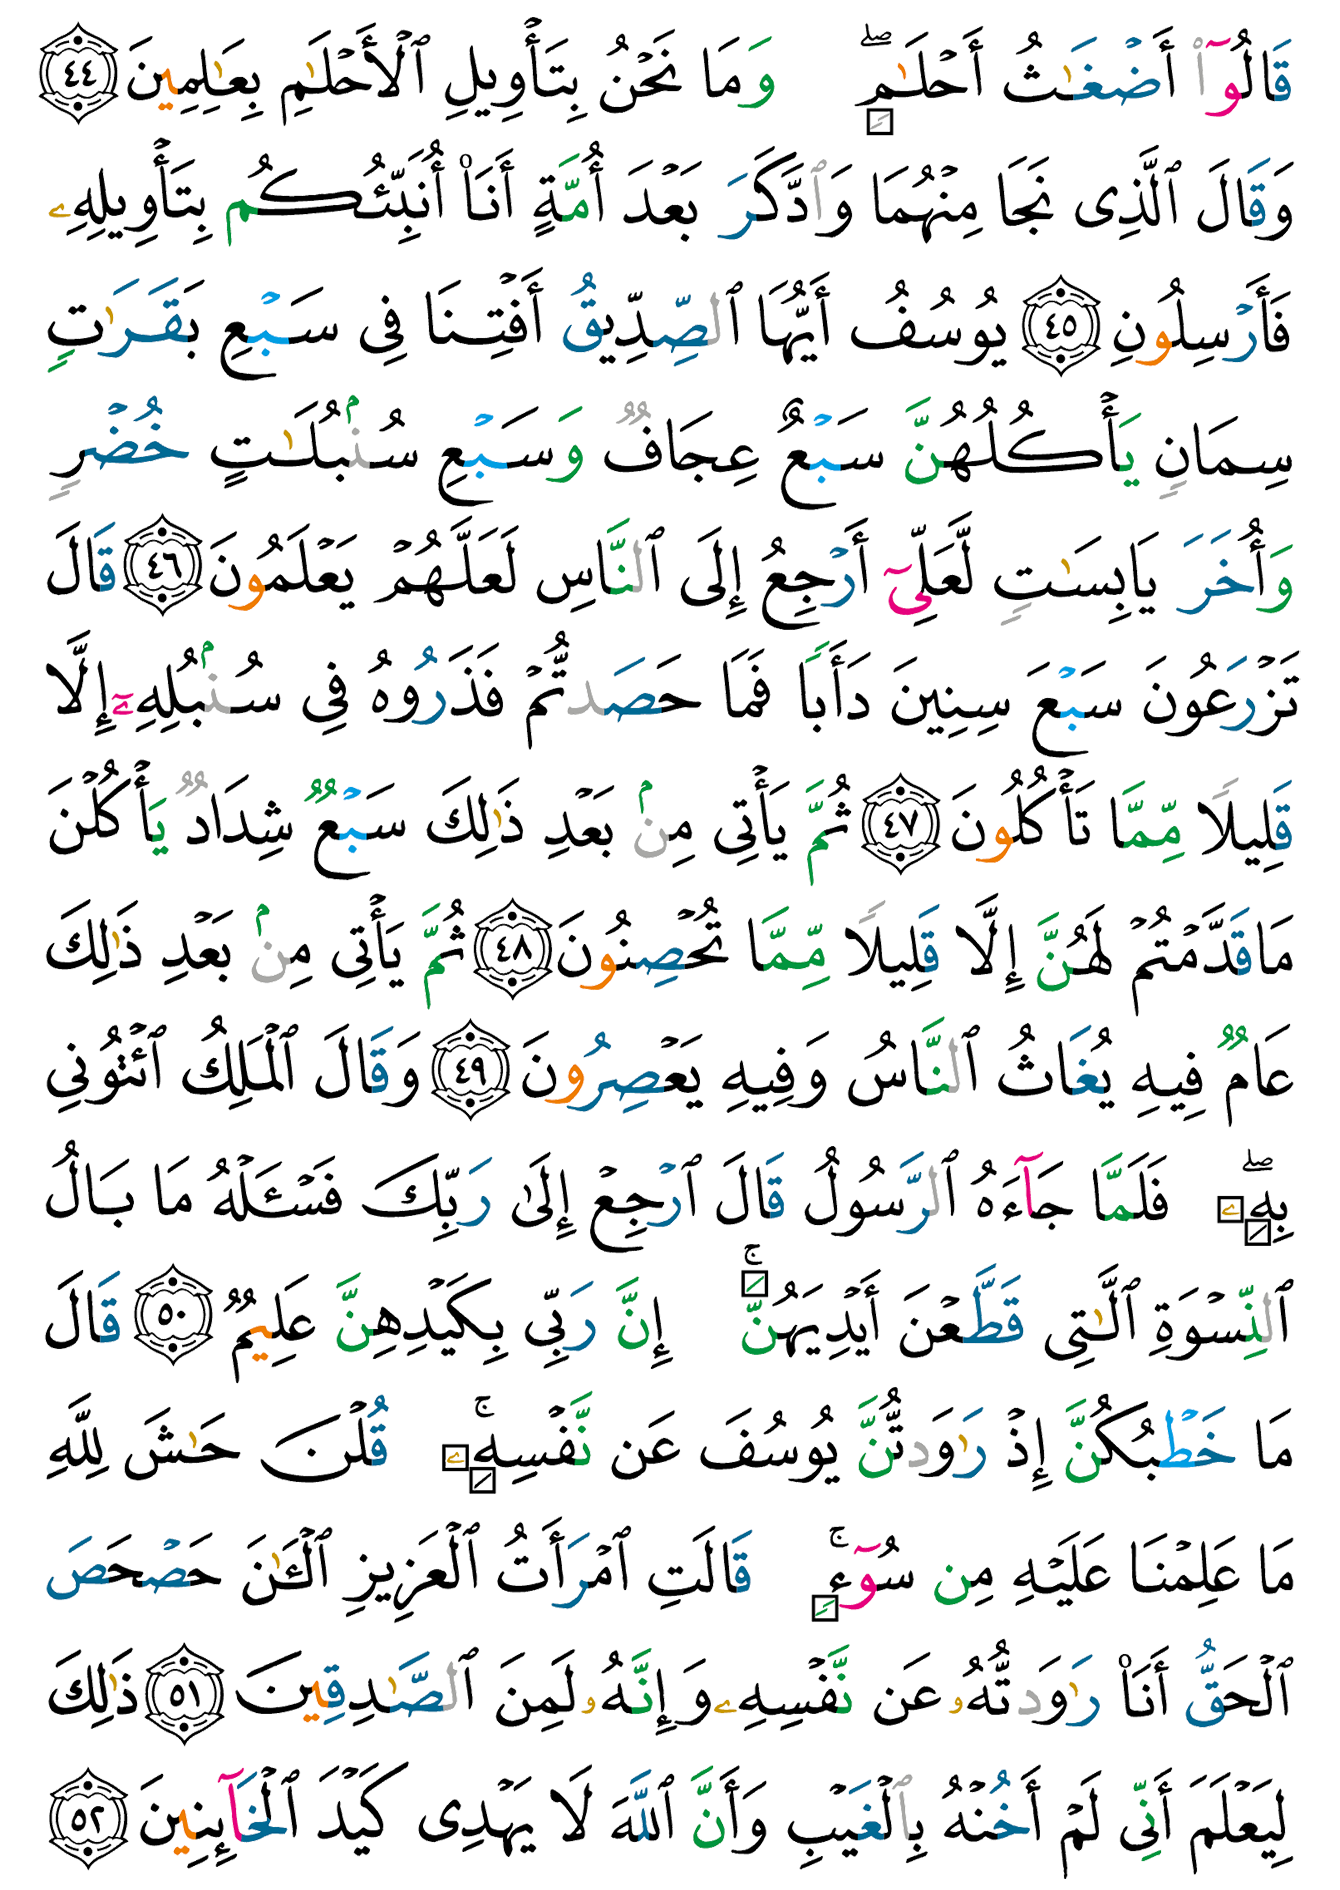 قَالُوٓا۟ أَضْغَـٰثُ أَحْلَـٰمٍۢ ۖ وَمَا نَحْنُ بِتَأْوِيلِ ٱلْأَحْلَـٰمِ بِعَـٰلِمِينَ ٤٤
وَقَالَ ٱلَّذِى نَجَا مِنْهُمَا وَٱدَّكَرَ بَعْدَ أُمَّةٍ أَنَا۠ أُنَبِّئُكُم بِتَأْوِيلِهِۦ
فَأَرْسِلُونِ ٤٥ يُوسُفُ أَيُّهَا ٱلصِّدِّيقُ أَفْتِنَا فِى سَبْعِ بَقَرَٰتٍۢ
سِمَانٍۢ يَأْكُلُهُنَّ سَبْعٌ عِجَافٌۭ وَسَبْعِ سُنۢبُلَـٰتٍ خُضْرٍۢ
وَأُخَرَ يَابِسَـٰتٍۢ لَّعَلِّىٓ أَرْجِعُ إِلَى ٱلنَّاسِ لَعَلَّهُمْ يَعْلَمُونَ ٤٦ قَالَ
تَزْرَعُونَ سَبْعَ سِنِينَ دَأَبًۭا فَمَا حَصَدتُّمْ فَذَرُوهُ فِى سُنۢبُلِهِۦٓ إِلَّا
قَلِيلًۭا مِّمَّا تَأْكُلُونَ ٤٧ ثُمَّ يَأْتِى مِنۢ بَعْدِ ذَٰلِكَ سَبْعٌۭ شِدَادٌۭ يَأْكُلْنَ
مَا قَدَّمْتُمْ لَهُنَّ إِلَّا قَلِيلًۭا مِّمَّا تُحْصِنُونَ ٤٨ ثُمَّ يَأْتِى مِنۢ بَعْدِ ذَٰلِكَ
عَامٌۭ فِيهِ يُغَاثُ ٱلنَّاسُ وَفِيهِ يَعْصِرُونَ ٤٩ وَقَالَ ٱلْمَلِكُ ٱئْتُونِى
بِهِۦ ۖ فَلَمَّا جَآءَهُ ٱلرَّسُولُ قَالَ ٱرْجِعْ إِلَىٰ رَبِّكَ فَسْـَٔلْهُ مَا بَالُ
ٱلنِّسْوَةِ ٱلَّـٰتِى قَطَّعْنَ أَيْدِيَهُنَّ ۚ إِنَّ رَبِّى بِكَيْدِهِنَّ عَلِيمٌۭ ٥٠ قَالَ
مَا خَطْبُكُنَّ إِذْ رَٰوَدتُّنَّ يُوسُفَ عَن نَّفْسِهِۦ ۚ قُلْنَ حَـٰشَ لِلَّهِ
مَا عَلِمْنَا عَلَيْهِ مِن سُوٓءٍۢ ۚ قَالَتِ ٱمْرَأَتُ ٱلْعَزِيزِ ٱلْـَٔـٰنَ حَصْحَصَ
ٱلْحَقُّ أَنَا۠ رَٰوَدتُّهُۥ عَن نَّفْسِهِۦ وَإِنَّهُۥ لَمِنَ ٱلصَّـٰدِقِينَ ٥١ ذَٰلِكَ
لِيَعْلَمَ أَنِّى لَمْ أَخُنْهُ بِٱلْغَيْبِ وَأَنَّ ٱللَّهَ لَا يَهْدِى كَيْدَ ٱلْخَآئِنِينَ ٥٢